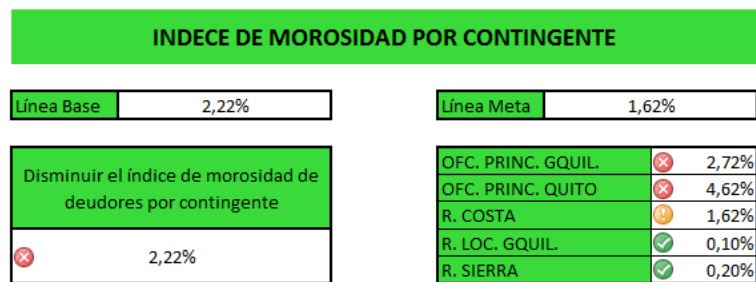 INDECE DE MOROSIDAD POR CONTINGENTE
Línea Base 2,22%
Línea Meta 1,62%
Disminuir el índice de morosidad de
deudores por contingente
2,22%
OFC. PRINC. GQUIL. 2,72%
OFC. PRINC. QUITO 4,62%
R. COSTA 1,62%
R. LOC. GQUIL. 0,10%
R. SIERRA 0,20%